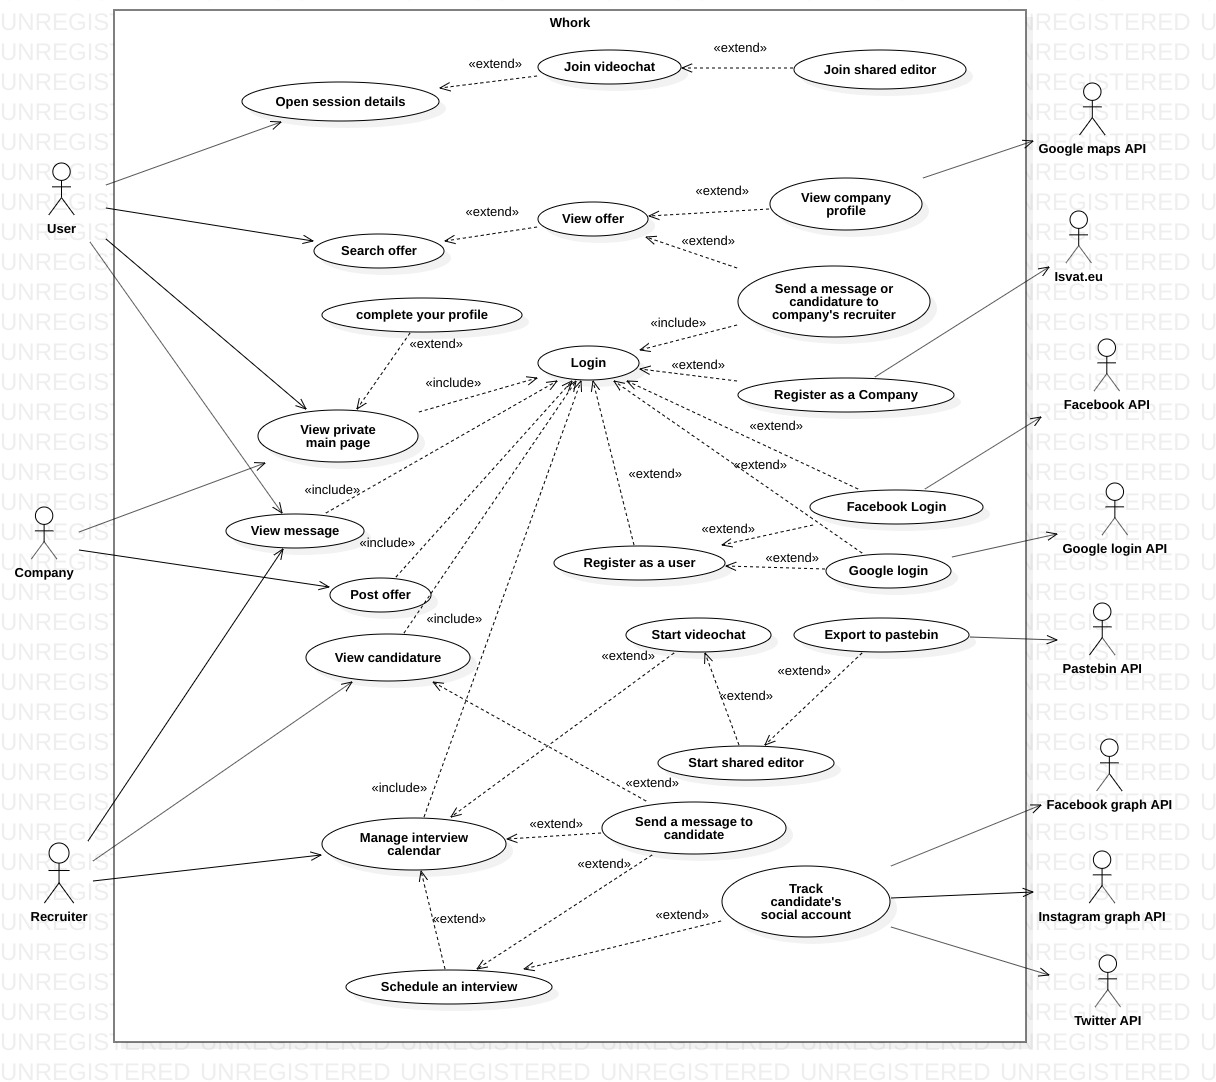 Whork
«extend»
Join videochat
«extend»
Join shared editor
Open session details
Google maps API
User
«extend»
View offer
«extend»
View company
profile
Search offer
«extend»
Isvat.eu
Send a message or
candidature to
company's recruiter
complete your profile
«extend»
«include»
Login
«extend»
«include»
Register as a Company
Facebook API
View private
main page
«extend»
«extend»
«extend»
«include»
Facebook Login
View message
«extend»
«include»
Register as a user
«extend»
Google login
Google login API
Company
Post offer
«include»
Start videochat
Export to pastebin
View candidature
«extend»
«extend»
Pastebin API
«extend»
Start shared editor
«include»
«extend»
Facebook graph API
Manage interview
calendar
«extend»
Send a message to
candidate
«extend»
Track
candidate's
social account
Recruiter
«extend»
«extend»
Instagram graph API
Schedule an interview
Twitter API
UNREGISTERED UNREGISTERED UNREGISTERED UNREGISTERED UNREGISTERED UNREGISTERED U